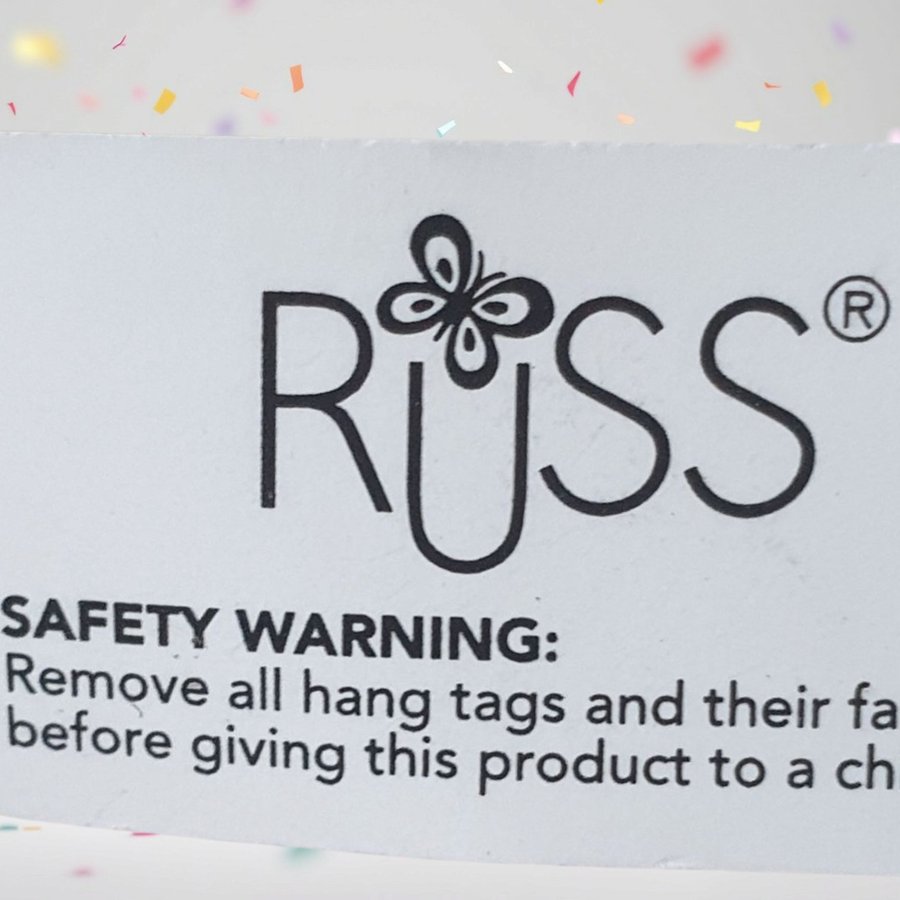 RUSS®
SAFETY WARNING:
Remove all hang tags and their fa
before giving this product to a ch